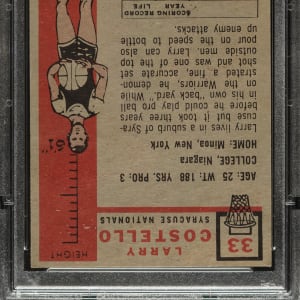 33
LARRY
COSTELLO
SYRACUSE NATIONALS
HEIGHT
AGE: 25 WT: 188 YRS. PRO: 3
COLLEGE, Niagara
HOME: Minoa, New York
Larry lives in a suburb of Syra-
cuse but it took three years
before he could play pro ball
in his own "back yard." While
on the Warriors, he demon-
strated a fine, accurate set
shot and was one of the top
outside men. Larry can also
pour on the speed to bottle
up enemy attacks.
6'1"
SCORING RECORD
YEAR
LIFE